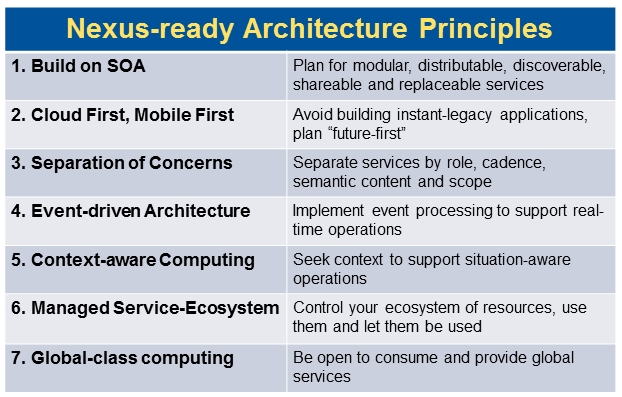 Nexus-ready Architecture Principles
1. Build on SOA
Plan for modular, distributable, discoverable,
shareable and replaceable services
2. Cloud First, Mobile First
Avoid building instant-legacy applications,
plan “future-first”
3. Separation of Concerns
Separate services by role, cadence,
semantic content and scope
4. Event-driven Architecture
Implement event processing to support real-
time operations
5. Context-aware Computing
Seek context to support situation-aware
operations
6. Managed Service-Ecosystem
Control your ecosystem of resources, use
them and let them be used
7. Global-class computing
Be open to consume and provide global
services